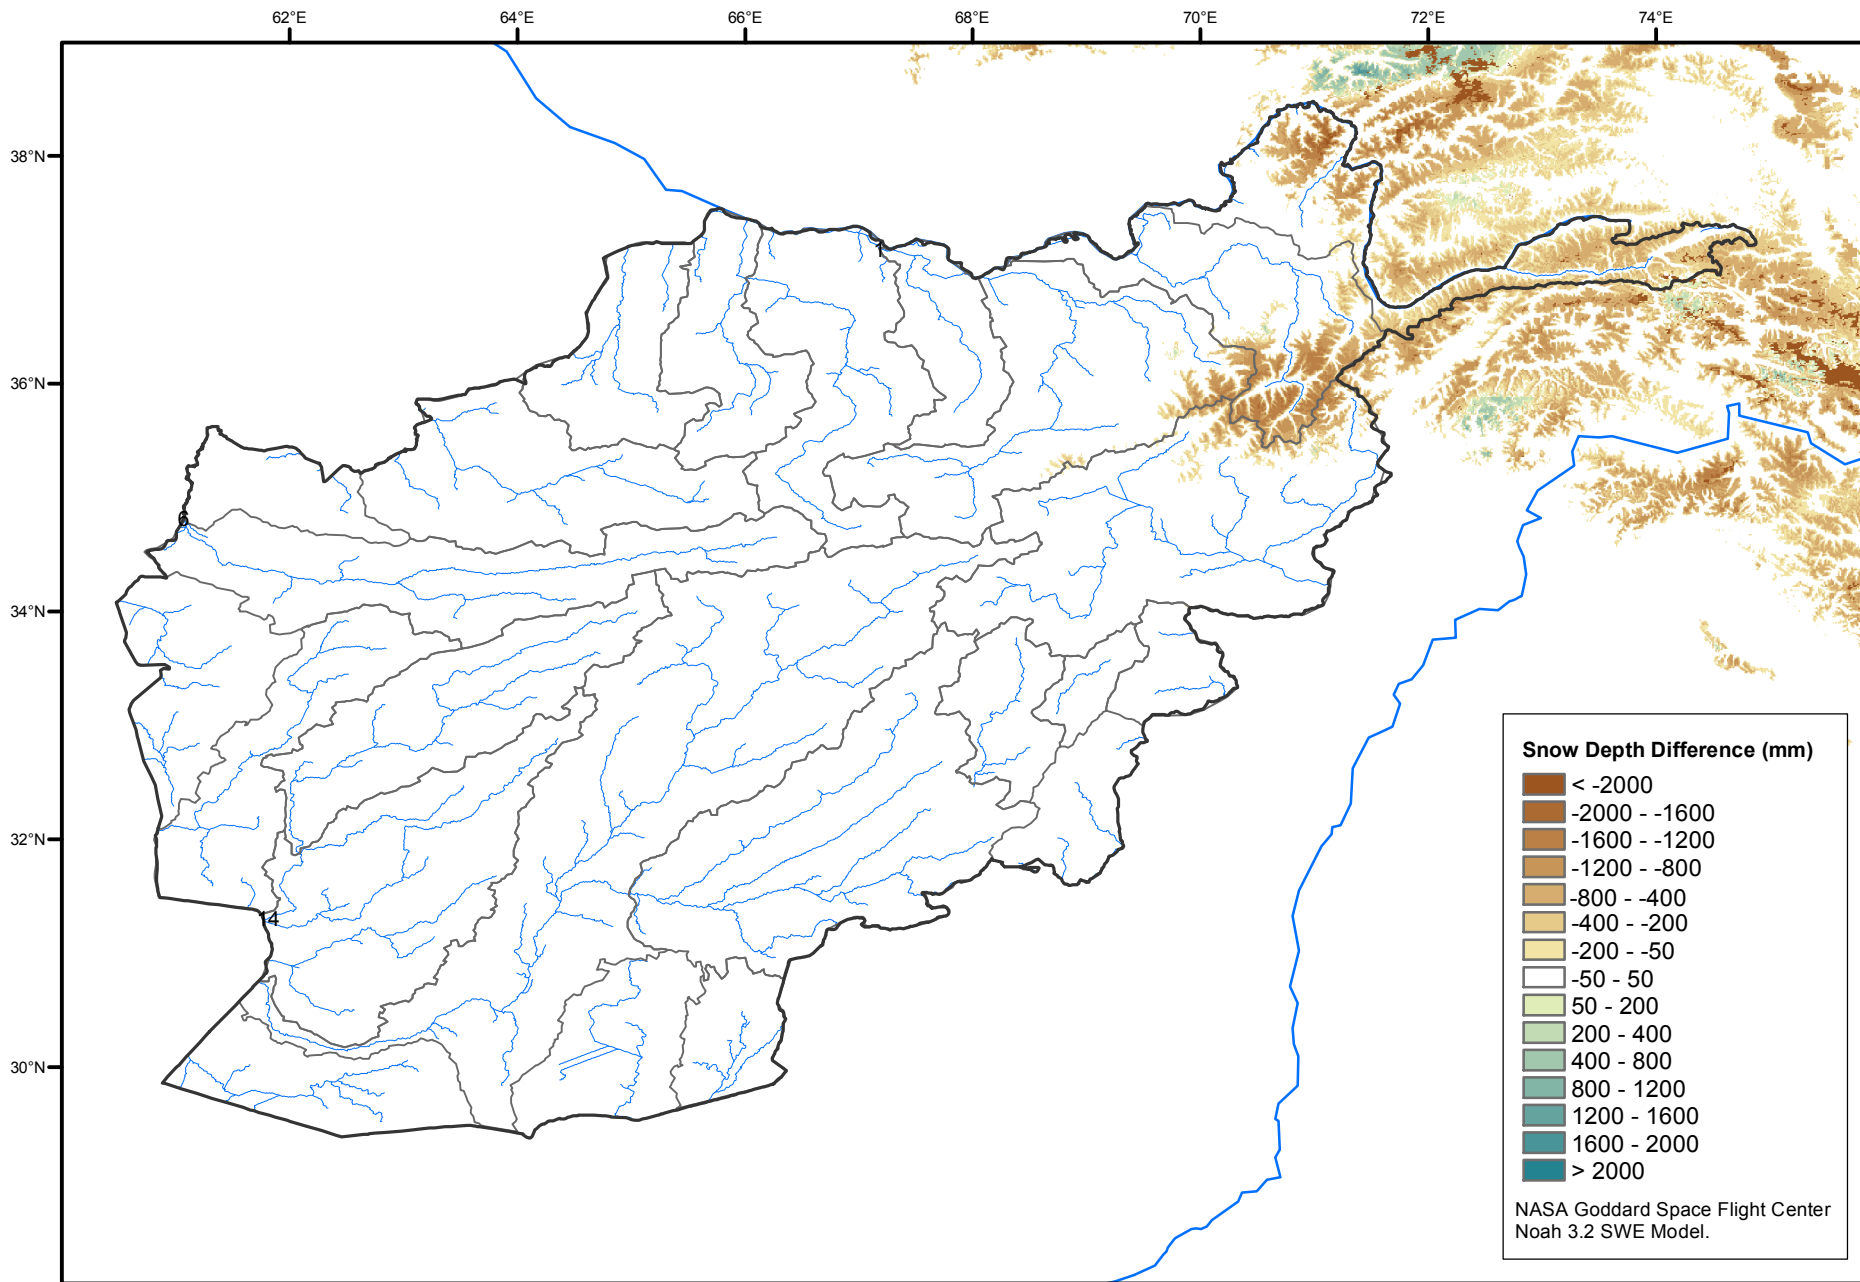 62°E 64°E 66°E 68°E 70°E 72°E 74°E
38°N
36°N
34°N
32°N
30°N
1
6
14
Snow Depth Difference (mm)
< -2000
-2000 - -1600
-1600 - -1200
-1200 - -800
-800 - -400
-400 - -200
-200 - -50
-50 - 50
50 - 200
200 - 400
400 - 800
800 - 1200
1200 - 1600
1600 - 2000
> 2000
NASA Goddard Space Flight Center
Noah 3.2 SWE Model.